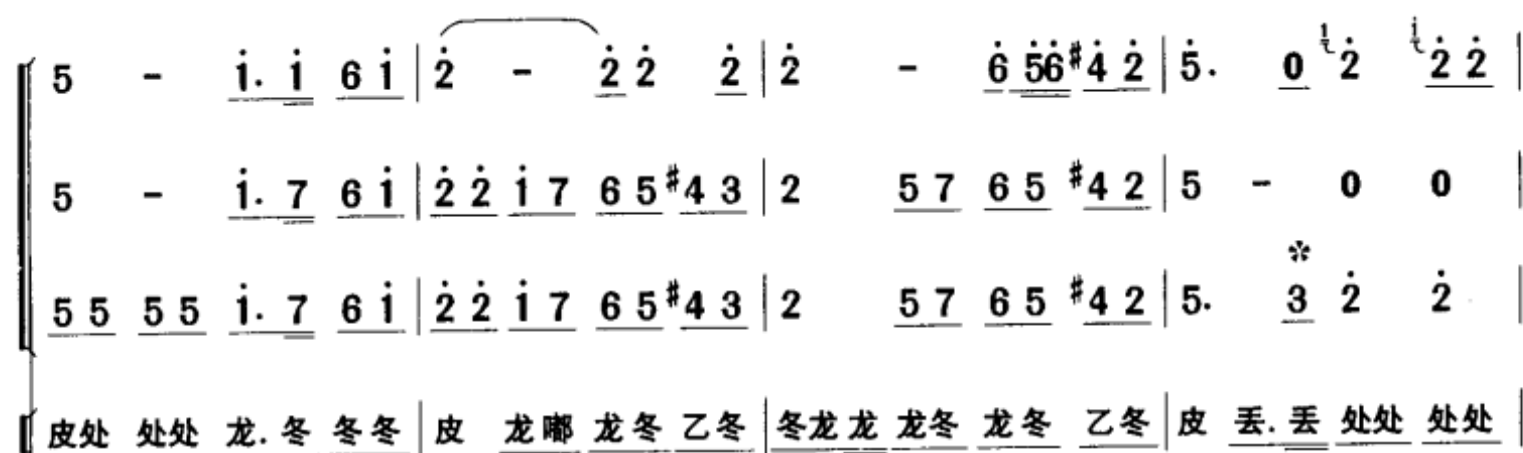 5 - i. i 6 i | 2 - 2 2 2 | 2 - 6 56 #4 2 | 5. 0 1 2 i 2 2 |
5 - i. 7 6 i | 2 2 i 7 6 5 #4 3 | 2 5 7 6 5 #4 2 | 5 - 0 0 |
5 5 5 5 i. 7 6 i | 2 2 i 7 6 5 #4 3 | 2 5 7 6 5 #4 2 | 5. 3 2 2 |
皮处 处处 龙. 冬 冬冬 | 皮 龙嘟 龙冬 乙冬 | 冬龙龙 龙冬 龙冬 乙冬 | 皮 丢. 丢 处处 处处 |